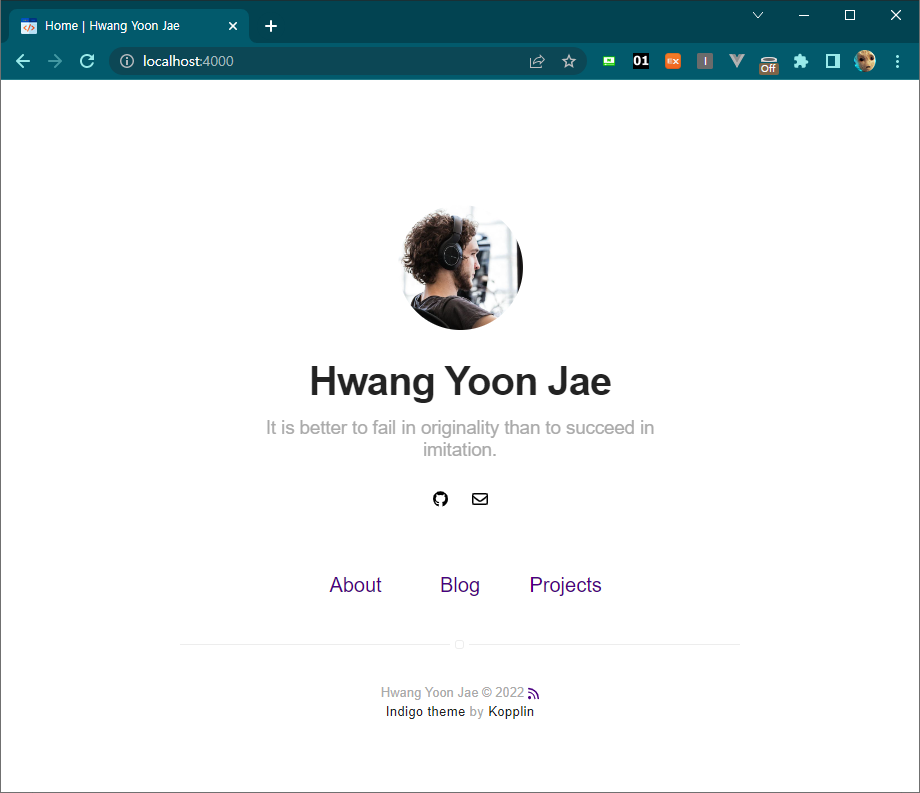 Home | Hwang Yoon Jae
localhost:4000
01
EX
I
Off
Hwang Yoon Jae
It is better to fail in originality than to succeed in
imitation.
About Blog Projects
Hwang Yoon Jae © 2022
Indigo theme by Kopplin